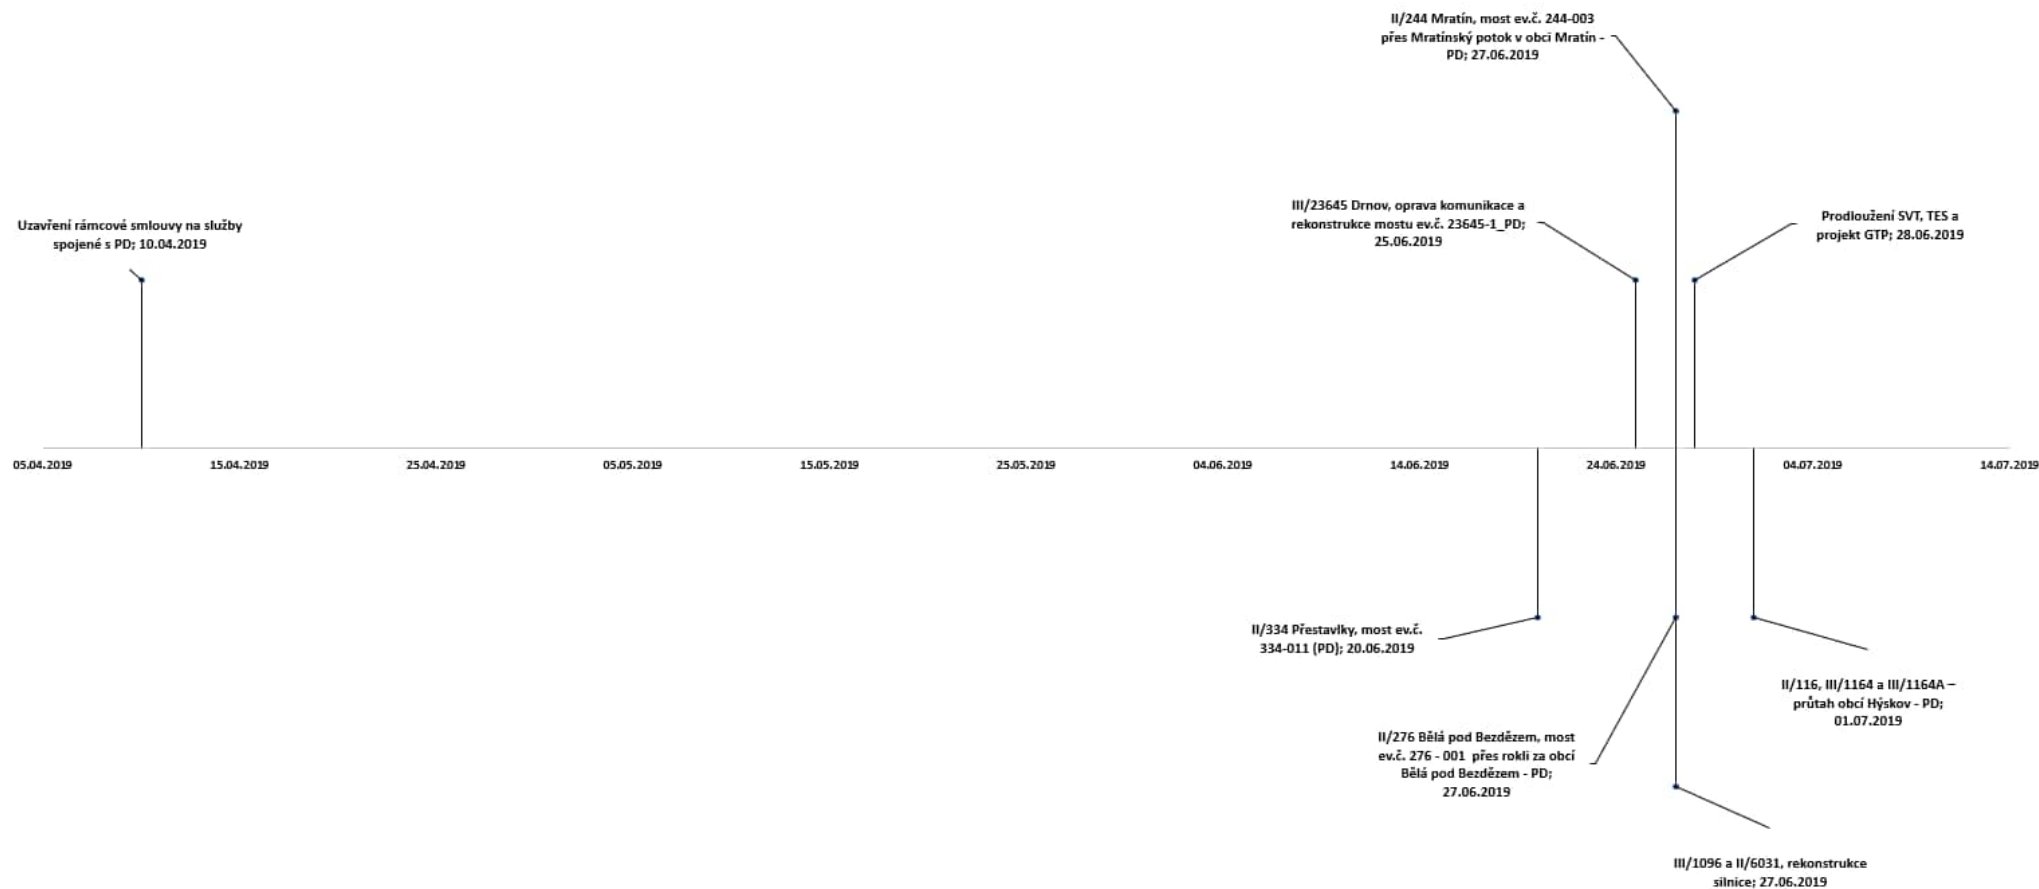 II/244 Mratín, most ev.č. 244-003
přes Mratínský potok v obci Mratín -
PD; 27.06.2019
III/23645 Drnov, oprava komunikace a
rekonstrukce mostu ev.č. 23645-1_PD;
25.06.2019
Prodloužení SVT, TES a
projekt GTP; 28.06.2019
Uzavření rámcové smlouvy na služby
spojené s PD; 10.04.2019
05.04.2019 15.04.2019 25.04.2019 05.05.2019 15.05.2019 25.05.2019 04.06.2019 14.06.2019 24.06.2019 04.07.2019 14.07.2019
II/334 Přestavlky, most ev.č.
334-011 (PD); 20.06.2019
II/116, III/1164 a III/1164A –
průtah obcí Hýskov - PD;
01.07.2019
II/276 Bělá pod Bezdězem, most
ev.č. 276 - 001 přes rokli za obcí
Bělá pod Bezdězem - PD;
27.06.2019
III/1096 a II/6031, rekonstrukce
silnice; 27.06.2019